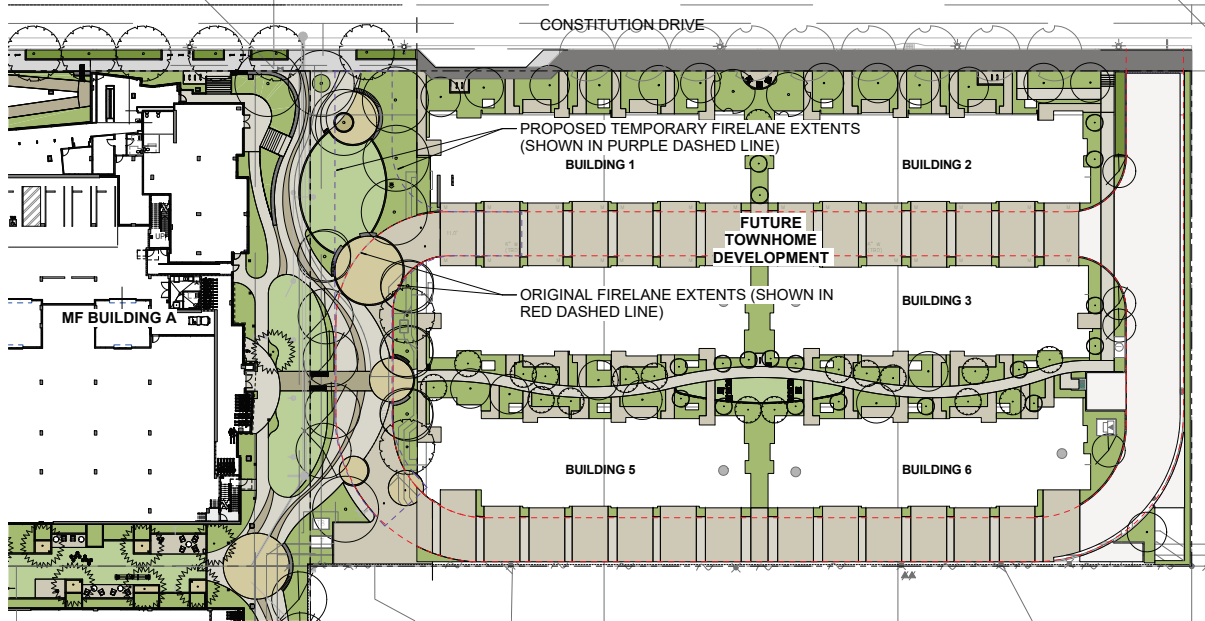 CONSTITUTION DRIVE
PROPOSED TEMPORARY FIRELANE EXTENTS
(SHOWN IN PURPLE DASHED LINE)
BUILDING 1
BUILDING 2
FUTURE
TOWNHOME
DEVELOPMENT
ORIGINAL FIRELANE EXTENTS (SHOWN IN
RED DASHED LINE)
BUILDING 3
MF BUILDING A
BUILDING 5
BUILDING 6